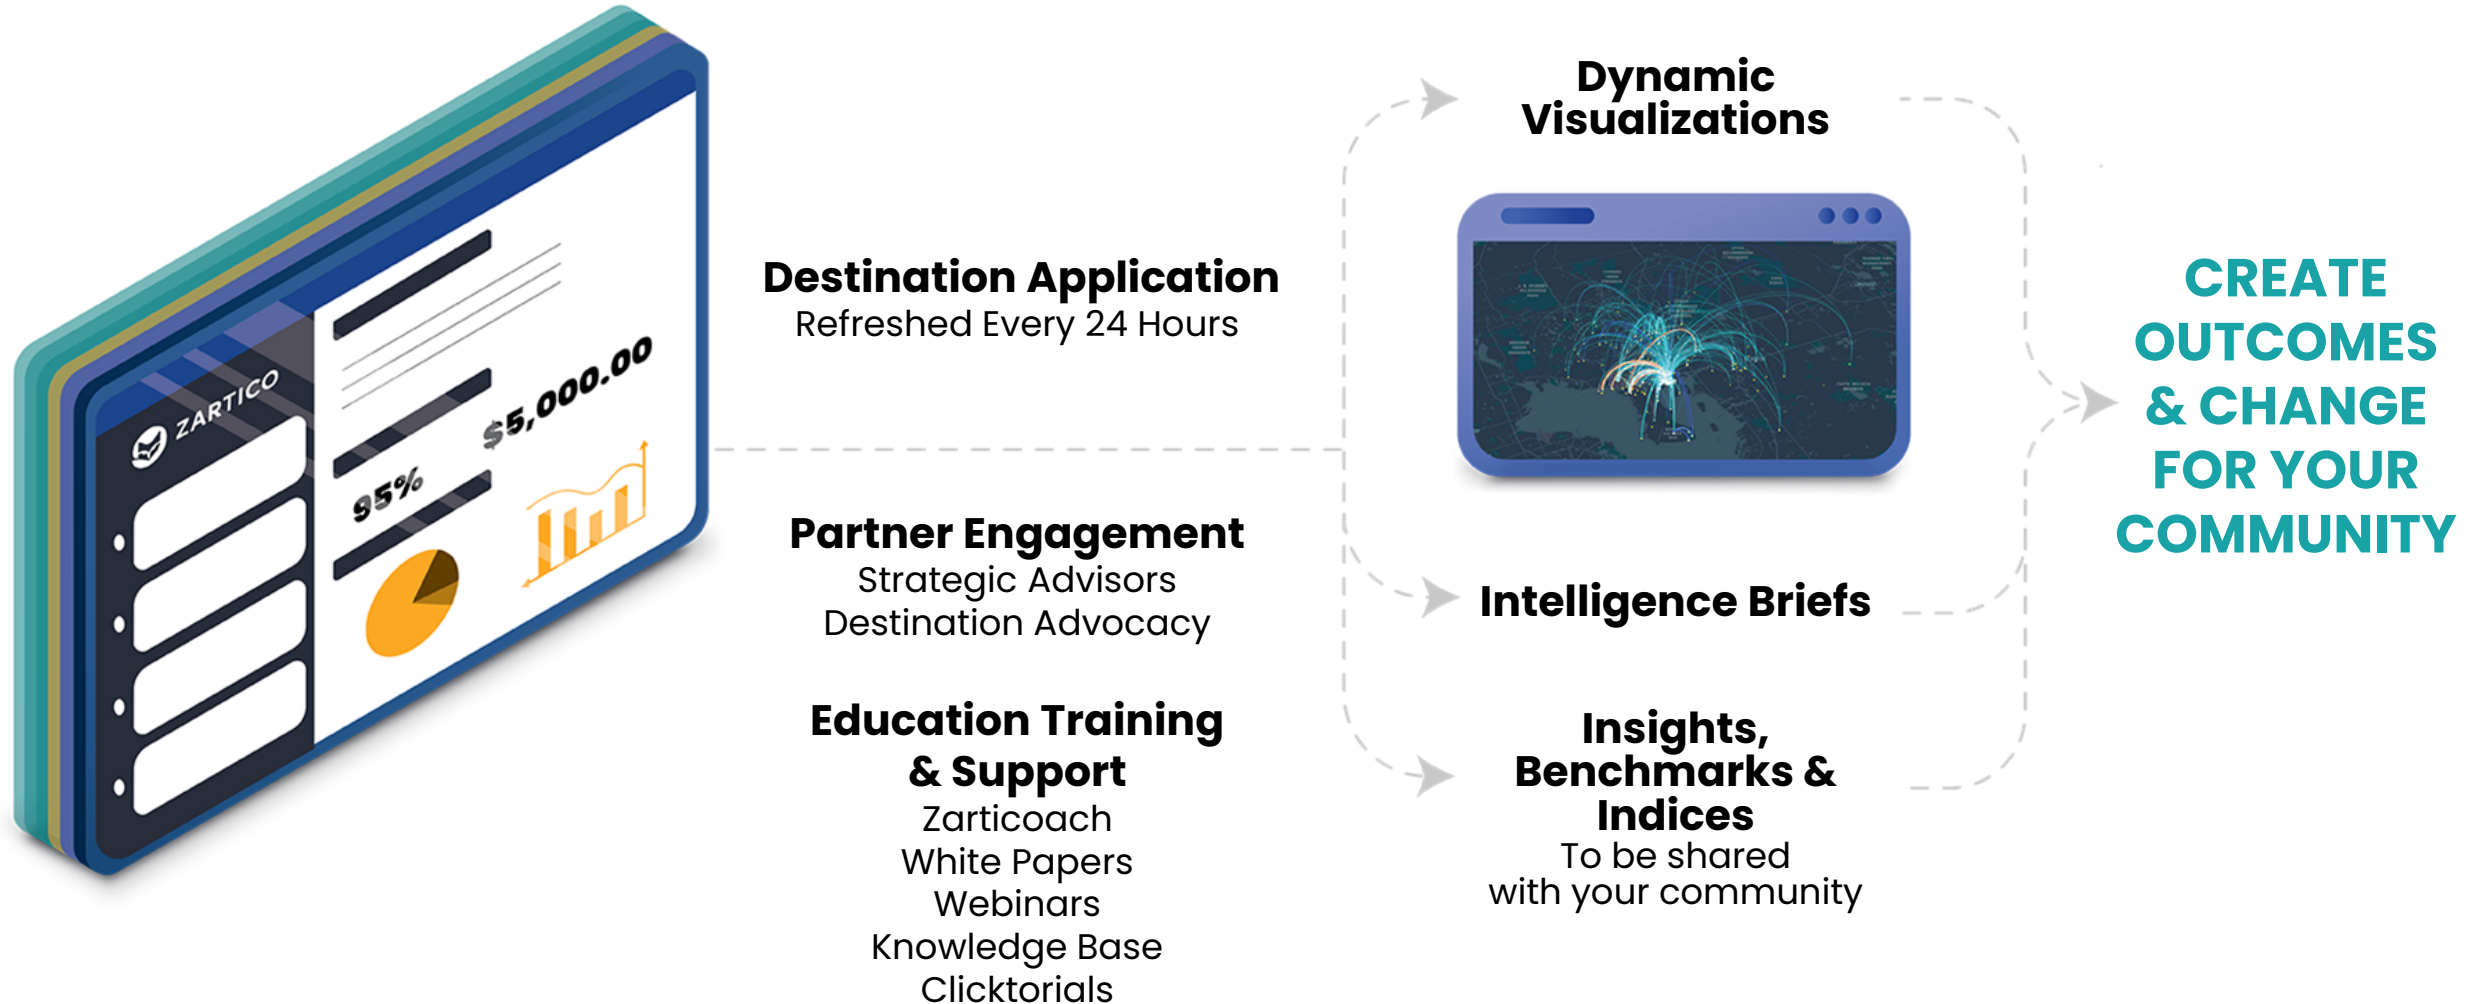 ZARTICO
95%
$5,000.00
Destination Application
Refreshed Every 24 Hours
Partner Engagement
Strategic Advisors
Destination Advocacy
Education Training
& Support
Zarticoach
White Papers
Webinars
Knowledge Base
Clicktorials
Dynamic
Visualizations
Intelligence Briefs
Insights,
Benchmarks &
Indices
To be shared
with your community
CREATE
OUTCOMES
& CHANGE
FOR YOUR
COMMUNITY